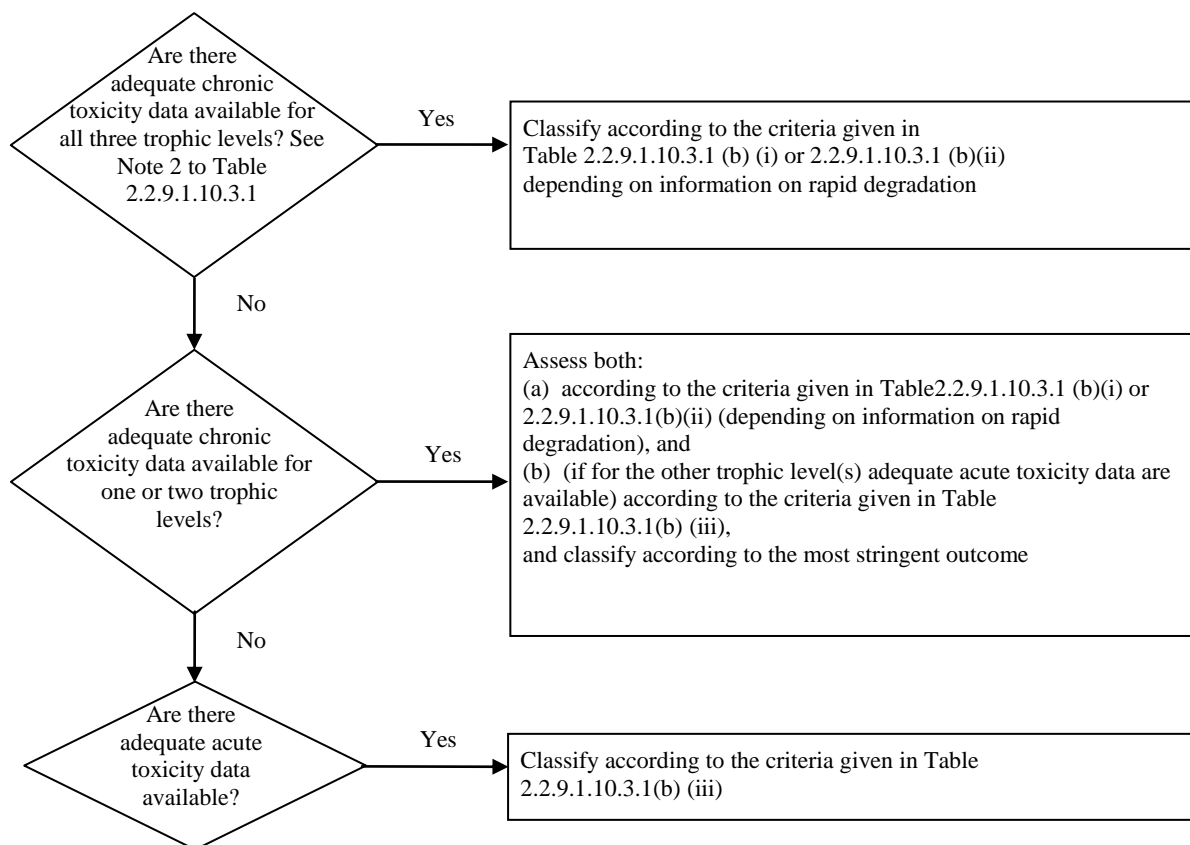 Are there
adequate chronic
toxicity data available for
all three trophic levels? See
Note 2 to Table
2.2.9.1.10.3.1
Yes
Classify according to the criteria given in
Table 2.2.9.1.10.3.1 (b) (i) or 2.2.9.1.10.3.1 (b)(ii)
depending on information on rapid degradation
No
Are there
adequate chronic
toxicity data available for
one or two trophic
levels?
Yes
Assess both:
(a) according to the criteria given in Table2.2.9.1.10.3.1 (b)(i) or
2.2.9.1.10.3.1(b)(ii) (depending on information on rapid
degradation), and
(b) (if for the other trophic level(s) adequate acute toxicity data are
available) according to the criteria given in Table
2.2.9.1.10.3.1(b) (iii),
and classify according to the most stringent outcome
No
Are there
adequate acute
toxicity data
available?
Yes
Classify according to the criteria given in Table
2.2.9.1.10.3.1(b) (iii)